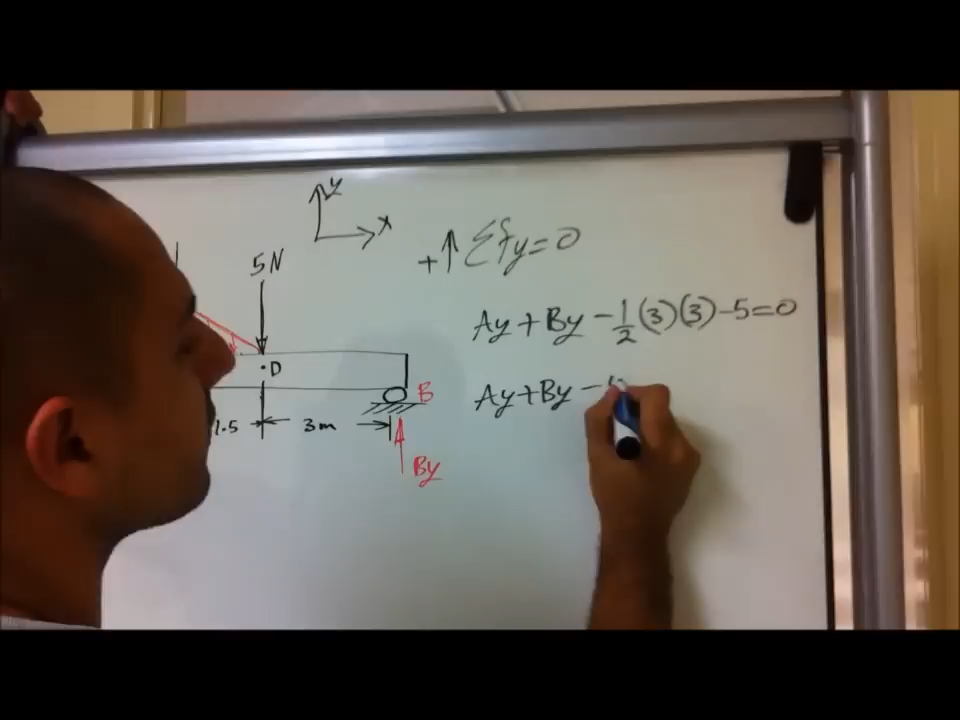 y
x
+↑ Σfy=0
5N
Ay+By-1/2(3)(3)-5=0
.D
B
Ay+By-
1.5
3m
By